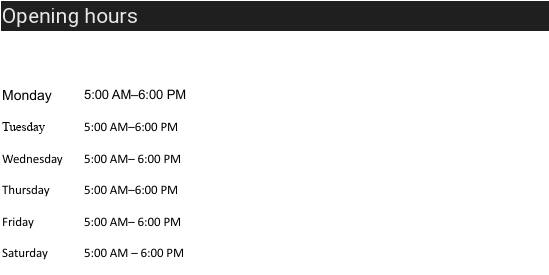 Opening hours
Monday 5:00 AM–6:00 PM
Tuesday 5:00 AM–6:00 PM
Wednesday 5:00 AM– 6:00 PM
Thursday 5:00 AM–6:00 PM
Friday 5:00 AM– 6:00 PM
Saturday 5:00 AM – 6:00 PM